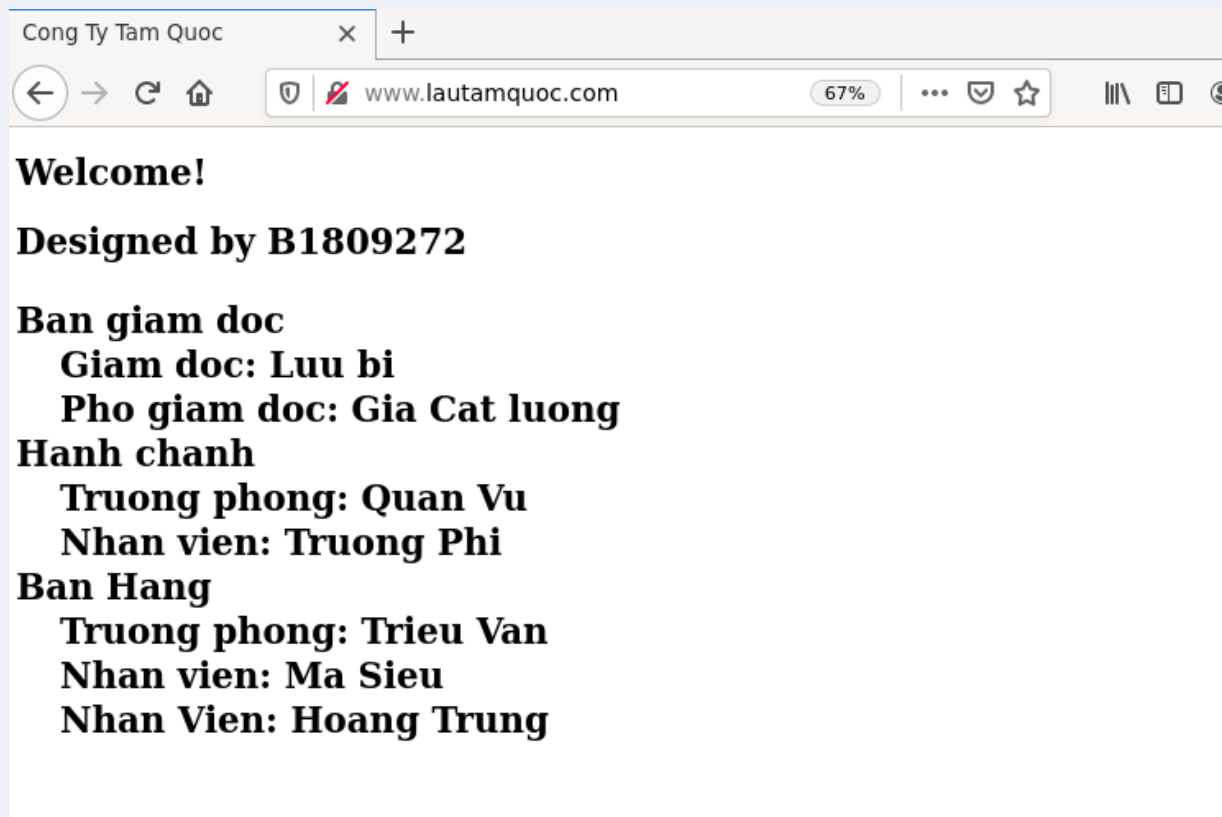 Cong Ty Tam Quoc
www.lautamquoc.com 67%
Welcome!
Designed by B1809272
Ban giam doc
Giam doc: Luu bi
Pho giam doc: Gia Cat luong
Hanh chanh
Truong phong: Quan Vu
Nhan vien: Truong Phi
Ban Hang
Truong phong: Trieu Van
Nhan vien: Ma Sieu
Nhan Vien: Hoang Trung